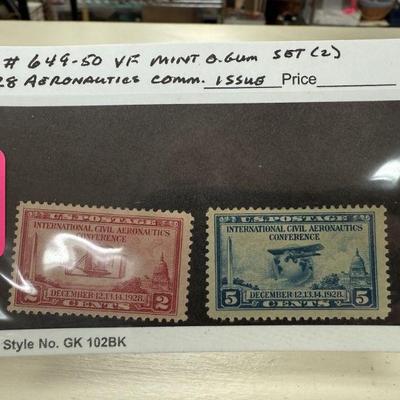 # 649-50 VF MINT O.GUM SET (2)
28 AERONAUTICS COMM. ISSUE Price
U.S. POSTAGE
INTERNATIONAL CIVIL AERONAUTICS
CONFERENCE
DECEMBER 12.13.14.1928.
2 CENTS 2
U.S. POSTAGE
INTERNATIONAL CIVIL AERONAUTICS
CONFERENCE
DECEMBER 12.13.14.1928.
5 CENTS 5
Style No. GK 102BK